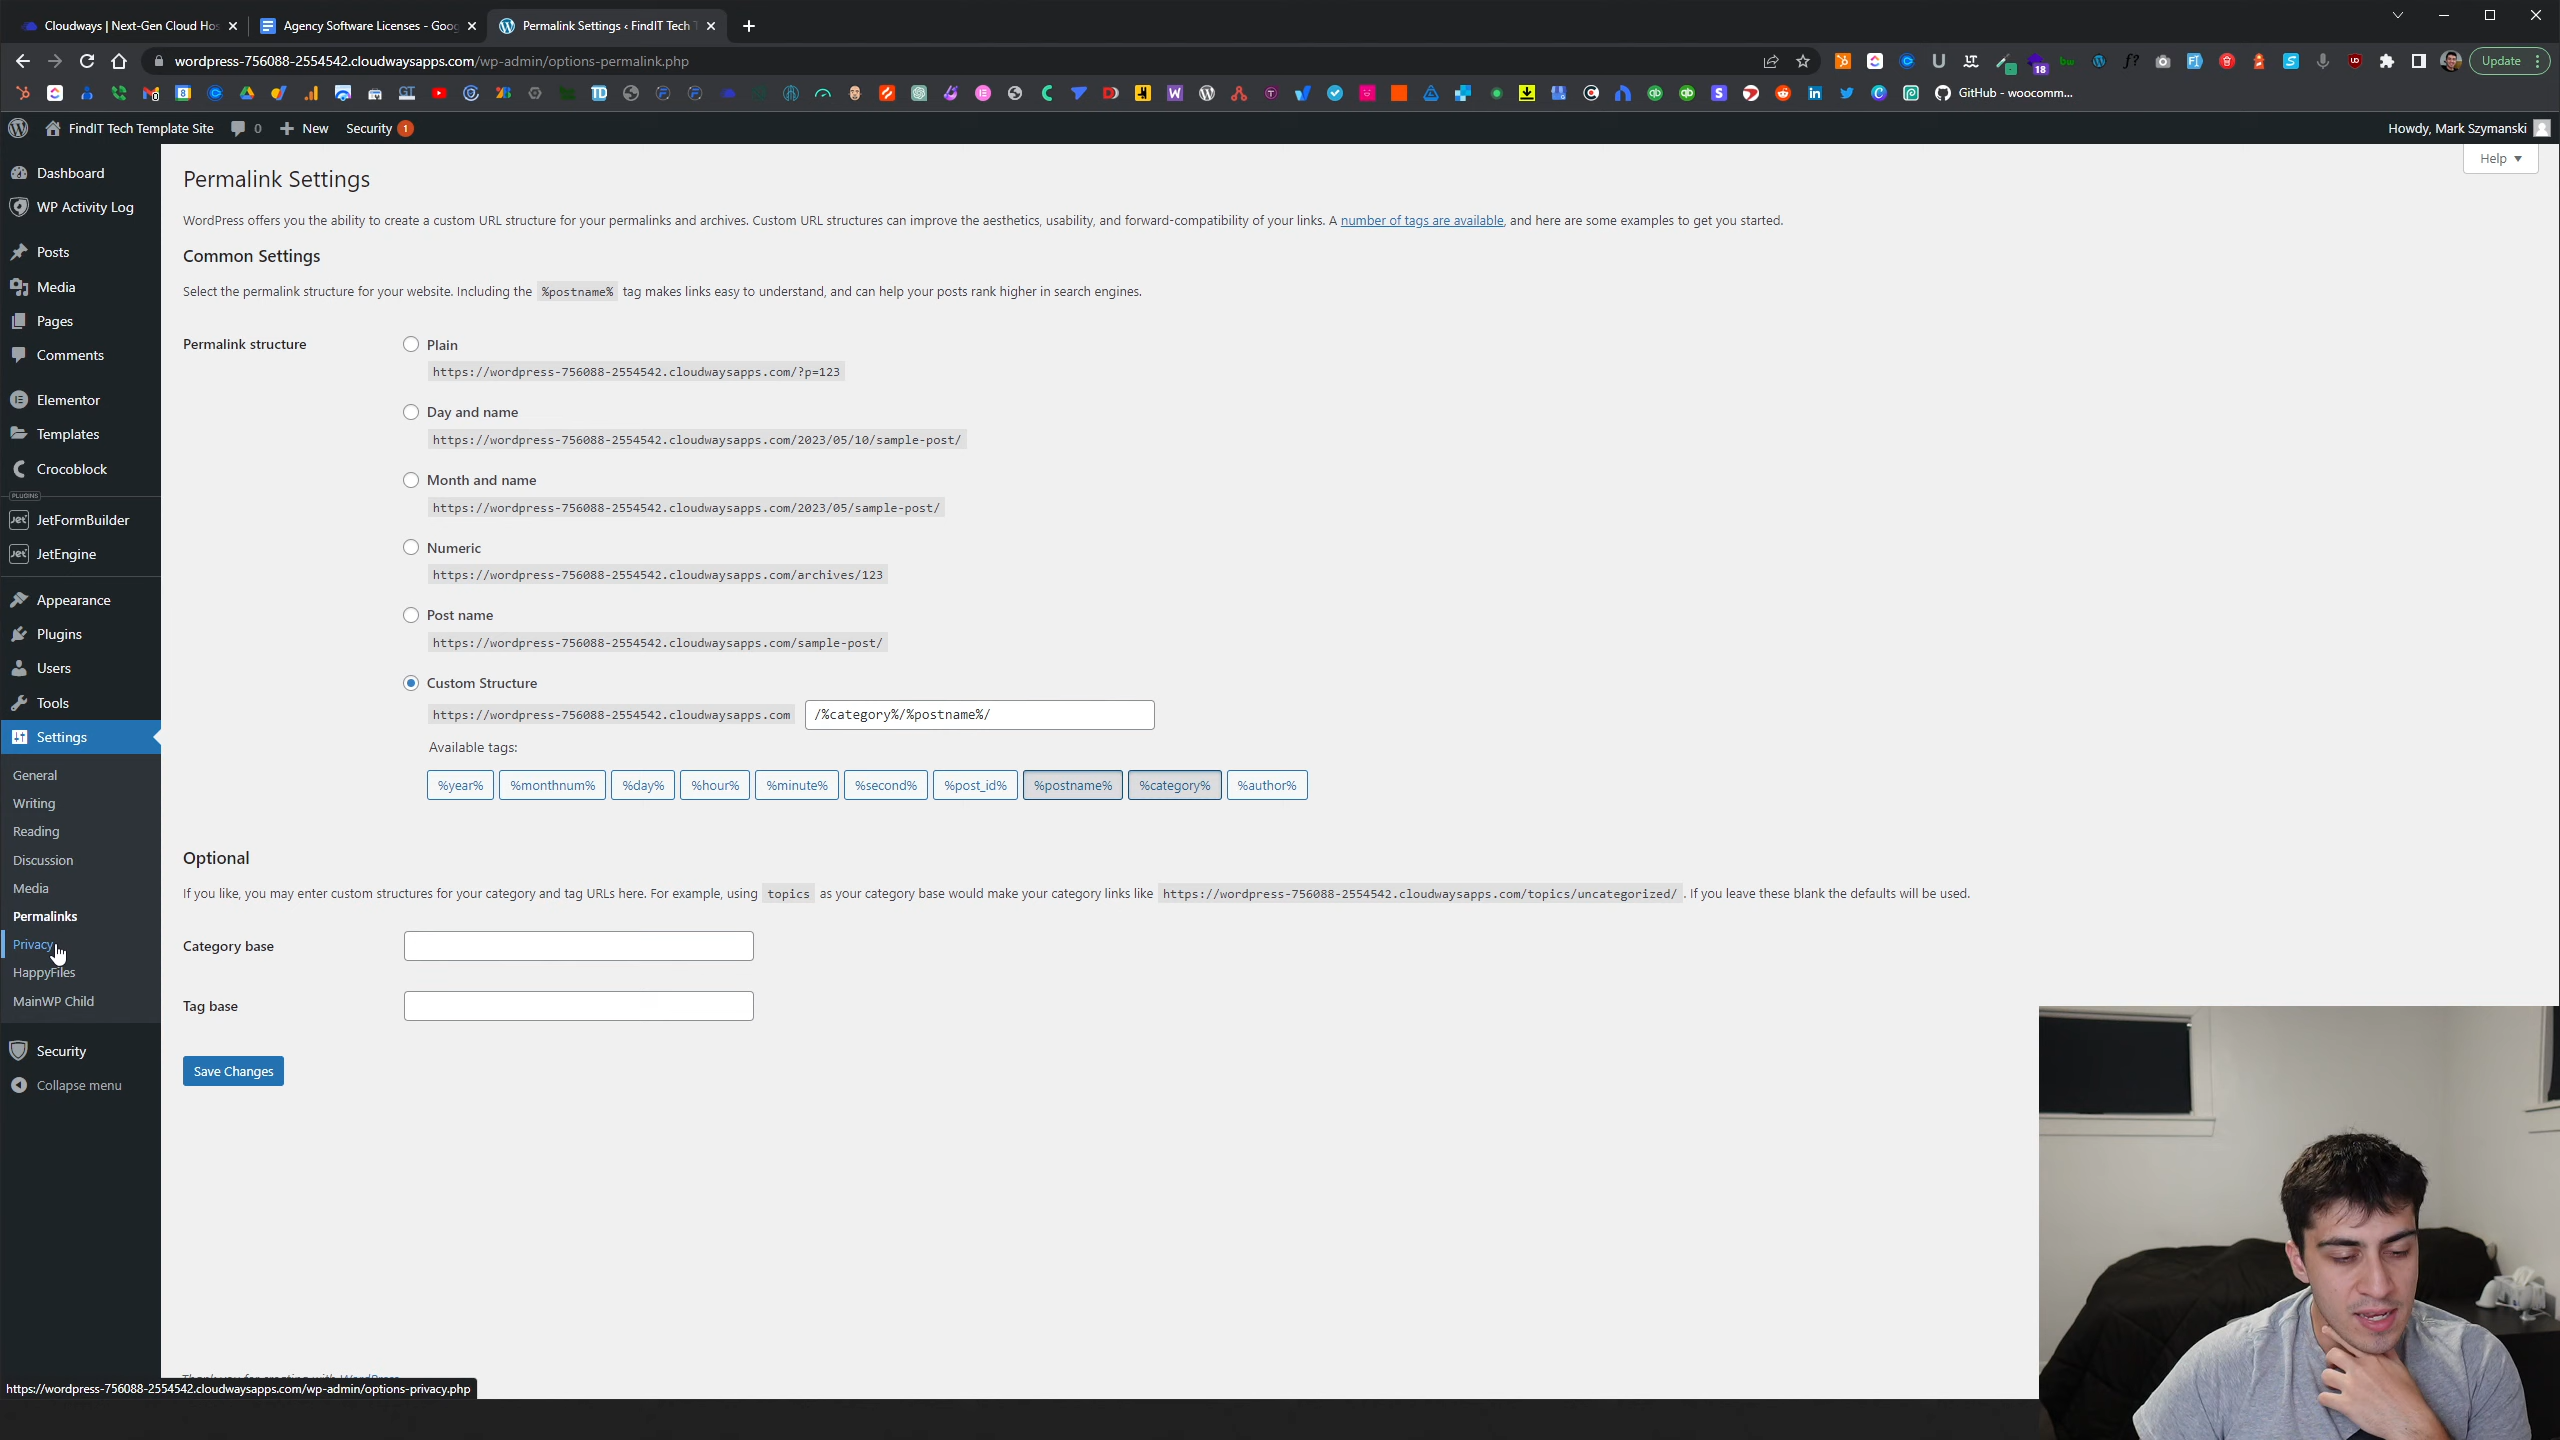 Cloudways | Next-Gen Cloud Hos
Agency Software Licenses - Goog
Permalink Settings ‹ FindIT Tech T
wordpress-756088-2554542.cloudwaysapps.com/wp-admin/options-permalink.php
18
Update
GitHub - woocomm...
FindIT Tech Template Site
0
New
Security 1
Howdy, Mark Szymanski
Help
Dashboard
WP Activity Log
Posts
Media
Pages
Comments
Elementor
Templates
Crocoblock
PLUGINS
JetFormBuilder
JetEngine
Appearance
Plugins
Users
Tools
Settings
General
Writing
Reading
Discussion
Media
Permalinks
Privacy
HappyFiles
MainWP Child
Security
Collapse menu
Permalink Settings
WordPress offers you the ability to create a custom URL structure for your permalinks and archives. Custom URL structures can improve the aesthetics, usability, and forward-compatibility of your links. A number of tags are available, and here are some examples to get you started.
Common Settings
Select the permalink structure for your website. Including the %postname% tag makes links easy to understand, and can help your posts rank higher in search engines.
Permalink structure
Plain
https://wordpress-756088-2554542.cloudwaysapps.com/?p=123
Day and name
https://wordpress-756088-2554542.cloudwaysapps.com/2023/05/10/sample-post/
Month and name
https://wordpress-756088-2554542.cloudwaysapps.com/2023/05/sample-post/
Numeric
https://wordpress-756088-2554542.cloudwaysapps.com/archives/123
Post name
https://wordpress-756088-2554542.cloudwaysapps.com/sample-post/
Custom Structure
https://wordpress-756088-2554542.cloudwaysapps.com /%category%/%postname%/
Available tags:
%year% %monthnum% %day% %hour% %minute% %second% %post_id% %postname% %category% %author%
Optional
If you like, you may enter custom structures for your category and tag URLs here. For example, using topics as your category base would make your category links like https://wordpress-756088-2554542.cloudwaysapps.com/topics/uncategorized/ . If you leave these blank the defaults will be used.
Category base
Tag base
Save Changes
https://wordpress-756088-2554542.cloudwaysapps.com/wp-admin/options-privacy.php